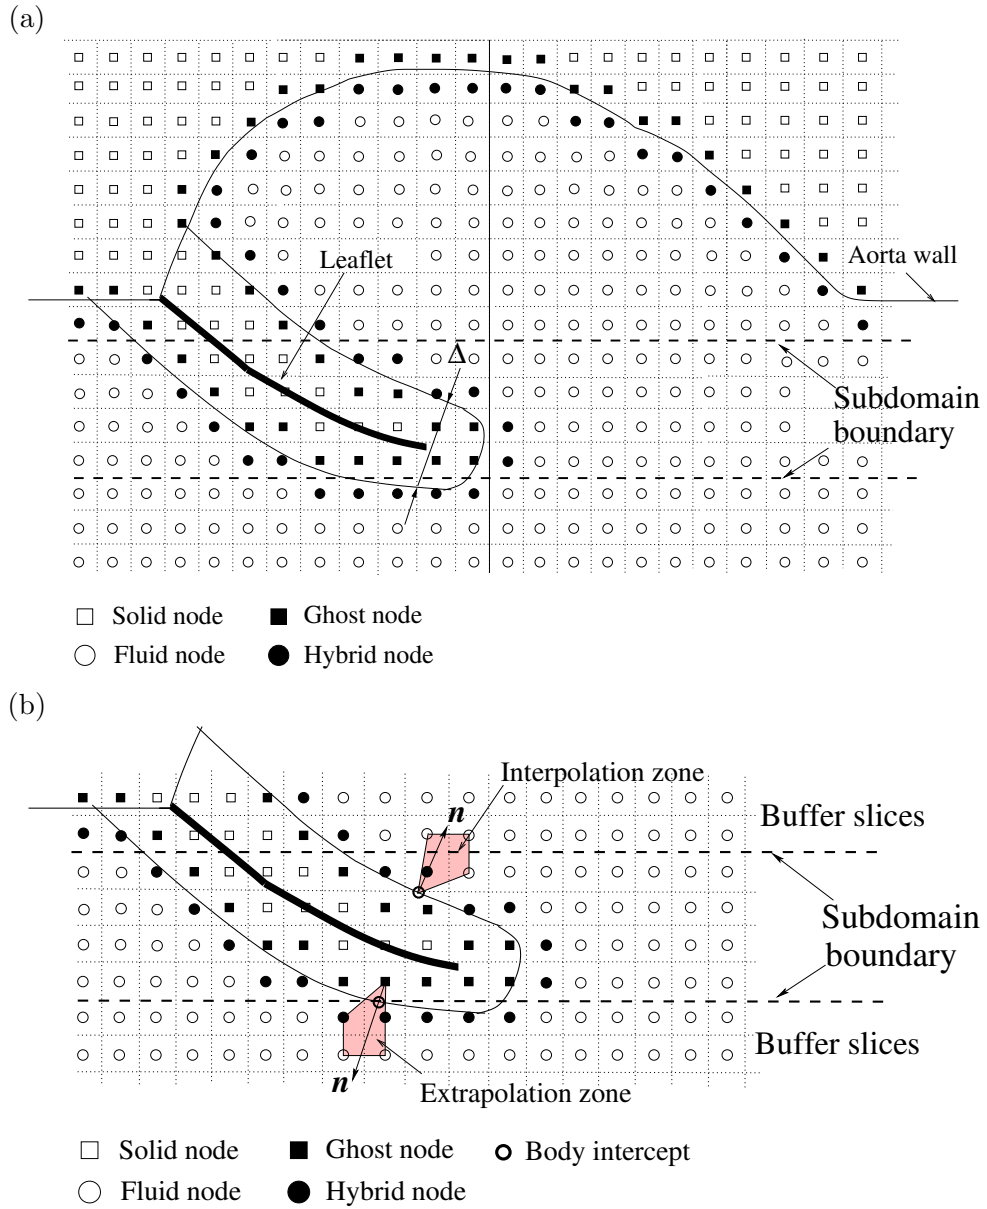 (a)
Leaflet
Aorta wall
Δ
Subdomain
boundary
Solid node
Ghost node
Fluid node
Hybrid node
(b)
Interpolation zone
n
Buffer slices
Subdomain
boundary
Buffer slices
n
Extrapolation zone
Solid node
Ghost node
Body intercept
Fluid node
Hybrid node